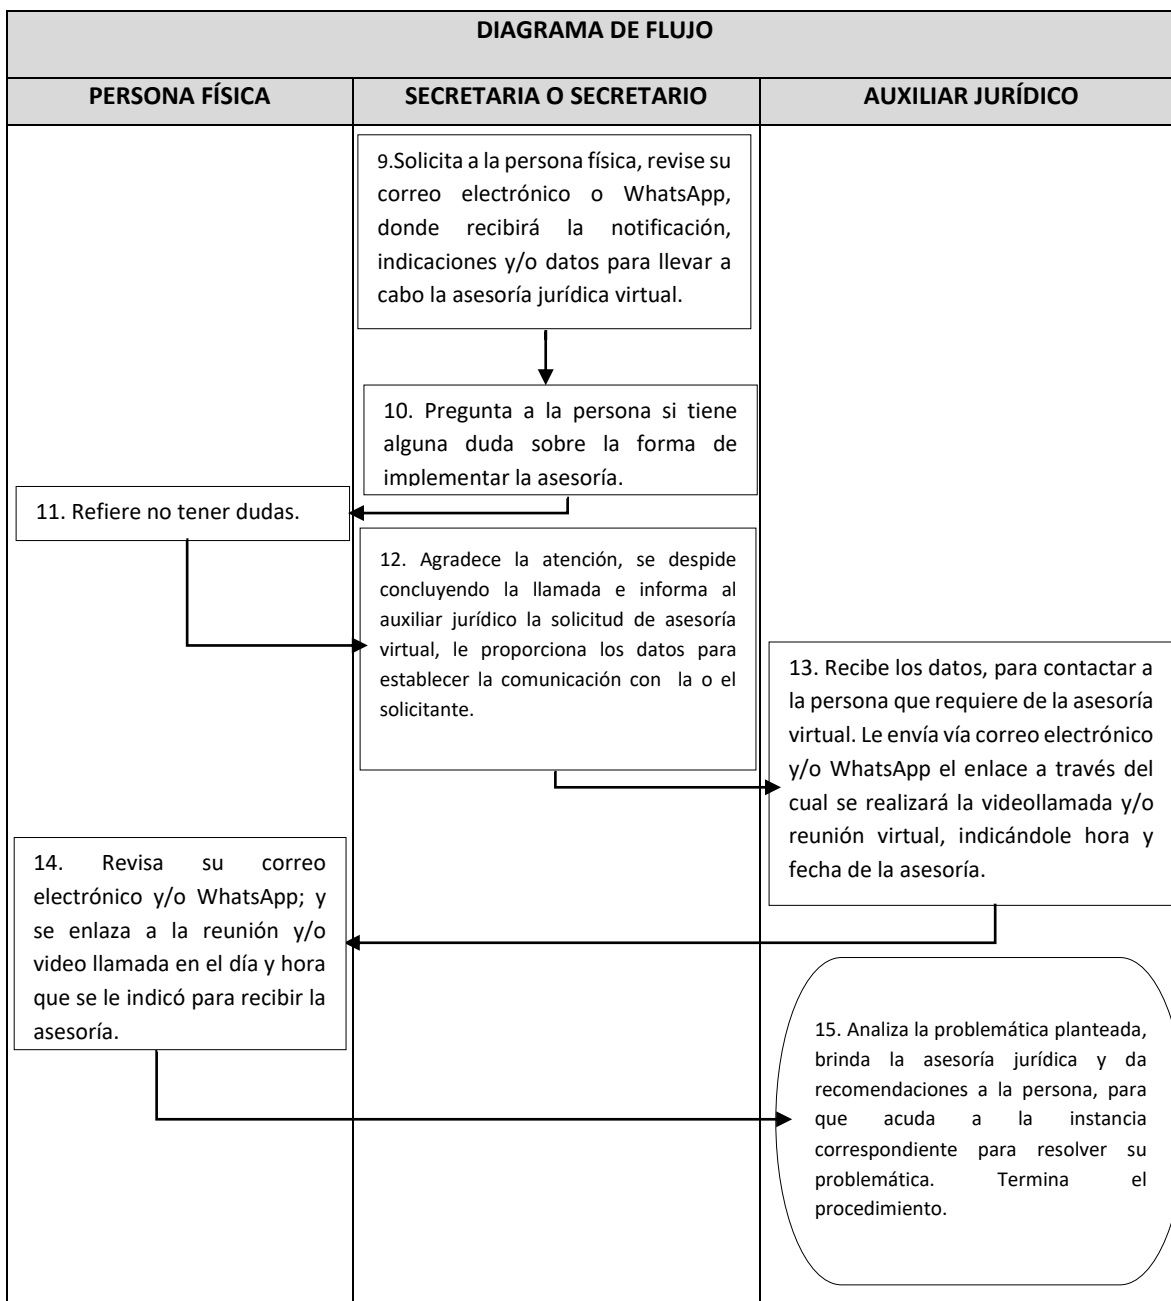 DIAGRAMA DE FLUJO
PERSONA FÍSICA
SECRETARIA O SECRETARIO
AUXILIAR JURÍDICO
9.Solicita a la persona física, revise su
correo electrónico o WhatsApp,
donde recibirá la notificación,
indicaciones y/o datos para llevar a
cabo la asesoría jurídica virtual.
10. Pregunta a la persona si tiene
alguna duda sobre la forma de
implementar la asesoría.
11. Refiere no tener dudas.
12. Agradece la atención, se despide
concluyendo la llamada e informa al
auxiliar jurídico la solicitud de asesoría
virtual, le proporciona los datos para
establecer la comunicación con la o el
solicitante.
13. Recibe los datos, para contactar a
la persona que requiere de la asesoría
virtual. Le envía vía correo electrónico
y/o WhatsApp el enlace a través del
cual se realizará la videollamada y/o
reunión virtual, indicándole hora y
fecha de la asesoría.
14. Revisa su correo
electrónico y/o WhatsApp; y
se enlaza a la reunión y/o
video llamada en el día y hora
que se le indicó para recibir la
asesoría.
15. Analiza la problemática planteada,
brinda la asesoría jurídica y da
recomendaciones a la persona, para
que acuda a la instancia
correspondiente para resolver su
problemática. Termina el
procedimiento.